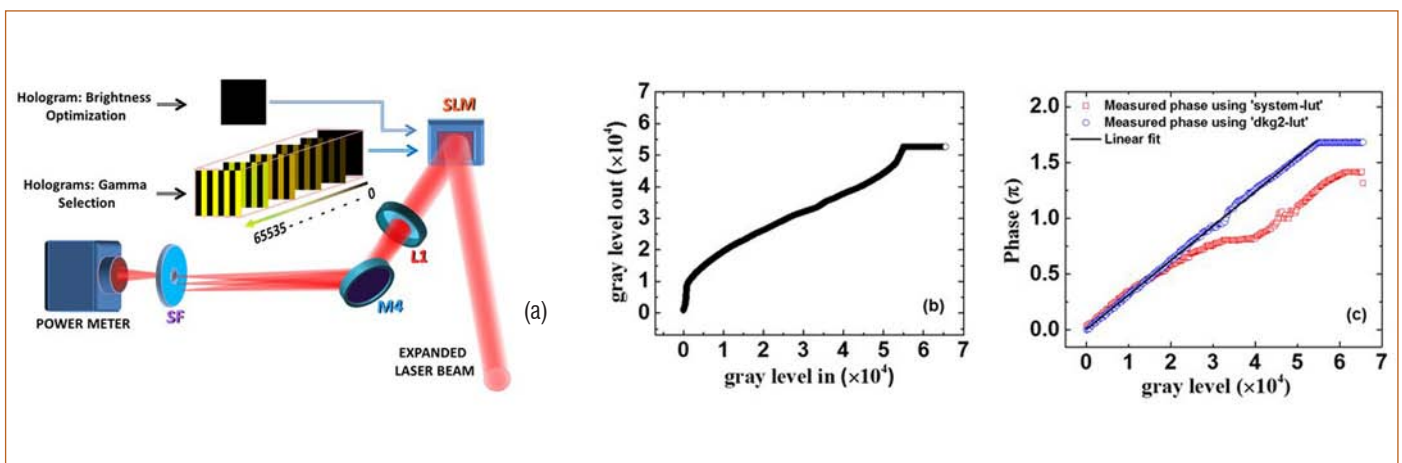 Hologram: Brightness
Optimization
SLM
Holograms: Gamma
Selection
65535 - - - - - - - - 0
L1
M4
SF
POWER METER
EXPANDED
LASER BEAM
(a)
gray level out (×10⁴)
7
6
5
4
3
2
1
0
0 1 2 3 4 5 6 7
gray level in (×10⁴)
(b)
Phase (π)
2.0
1.5
1.0
0.5
0.0
Measured phase using 'system-lut'
Measured phase using 'dkg2-lut'
Linear fit
(c)
0 1 2 3 4 5 6 7
gray level (×10⁴)